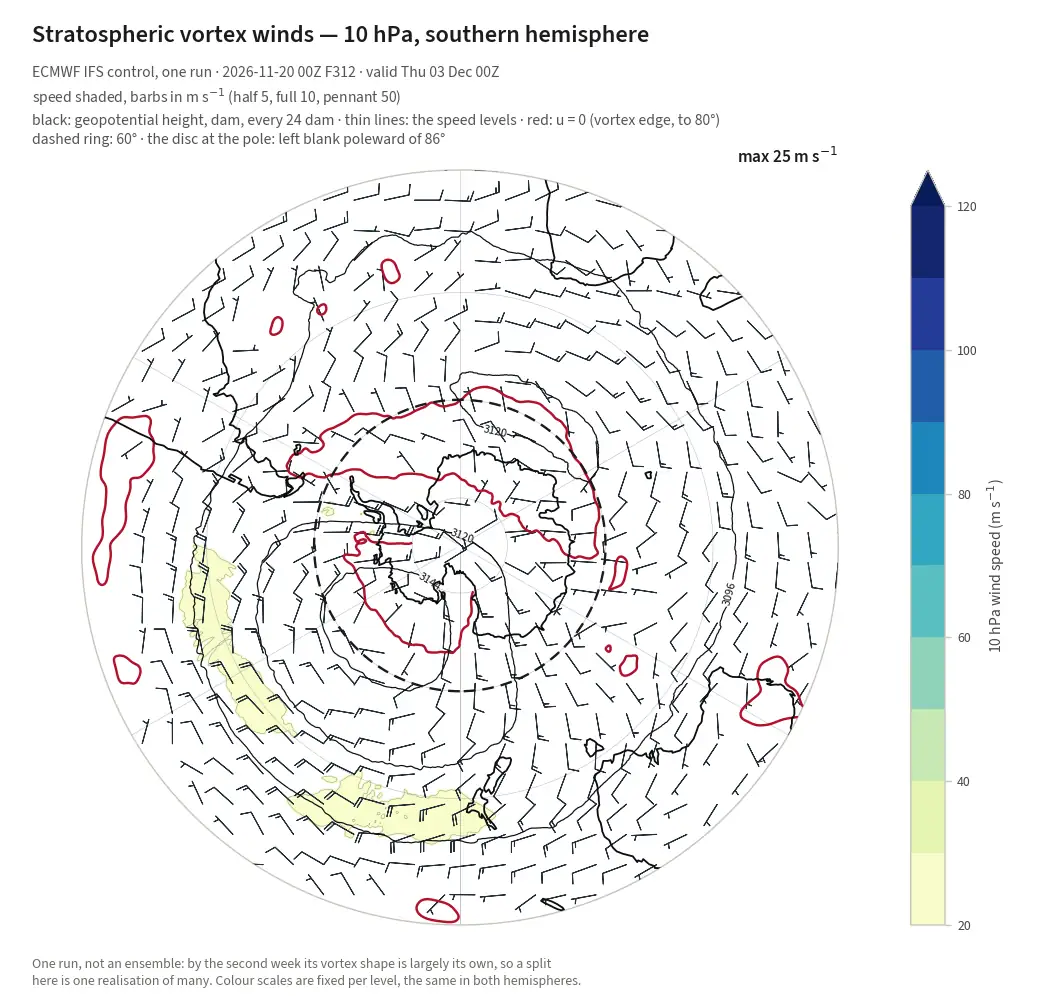 Stratospheric vortex winds — 10 hPa, southern hemisphere
ECMWF IFS control, one run · 2026-11-20 00Z F312 · valid Thu 03 Dec 00Z
speed shaded, barbs in m s⁻¹ (half 5, full 10, pennant 50)
black: geopotential height, dam, every 24 dam · thin lines: the speed levels · red: u = 0 (vortex edge, to 80°)
dashed ring: 60° · the disc at the pole: left blank poleward of 86°
max 25 m s⁻¹
120
100
80
60
40
20
10 hPa wind speed (m s⁻¹)
3120
3120
3096
One run, not an ensemble: by the second week its vortex shape is largely its own, so a split
here is one realisation of many. Colour scales are fixed per level, the same in both hemispheres.